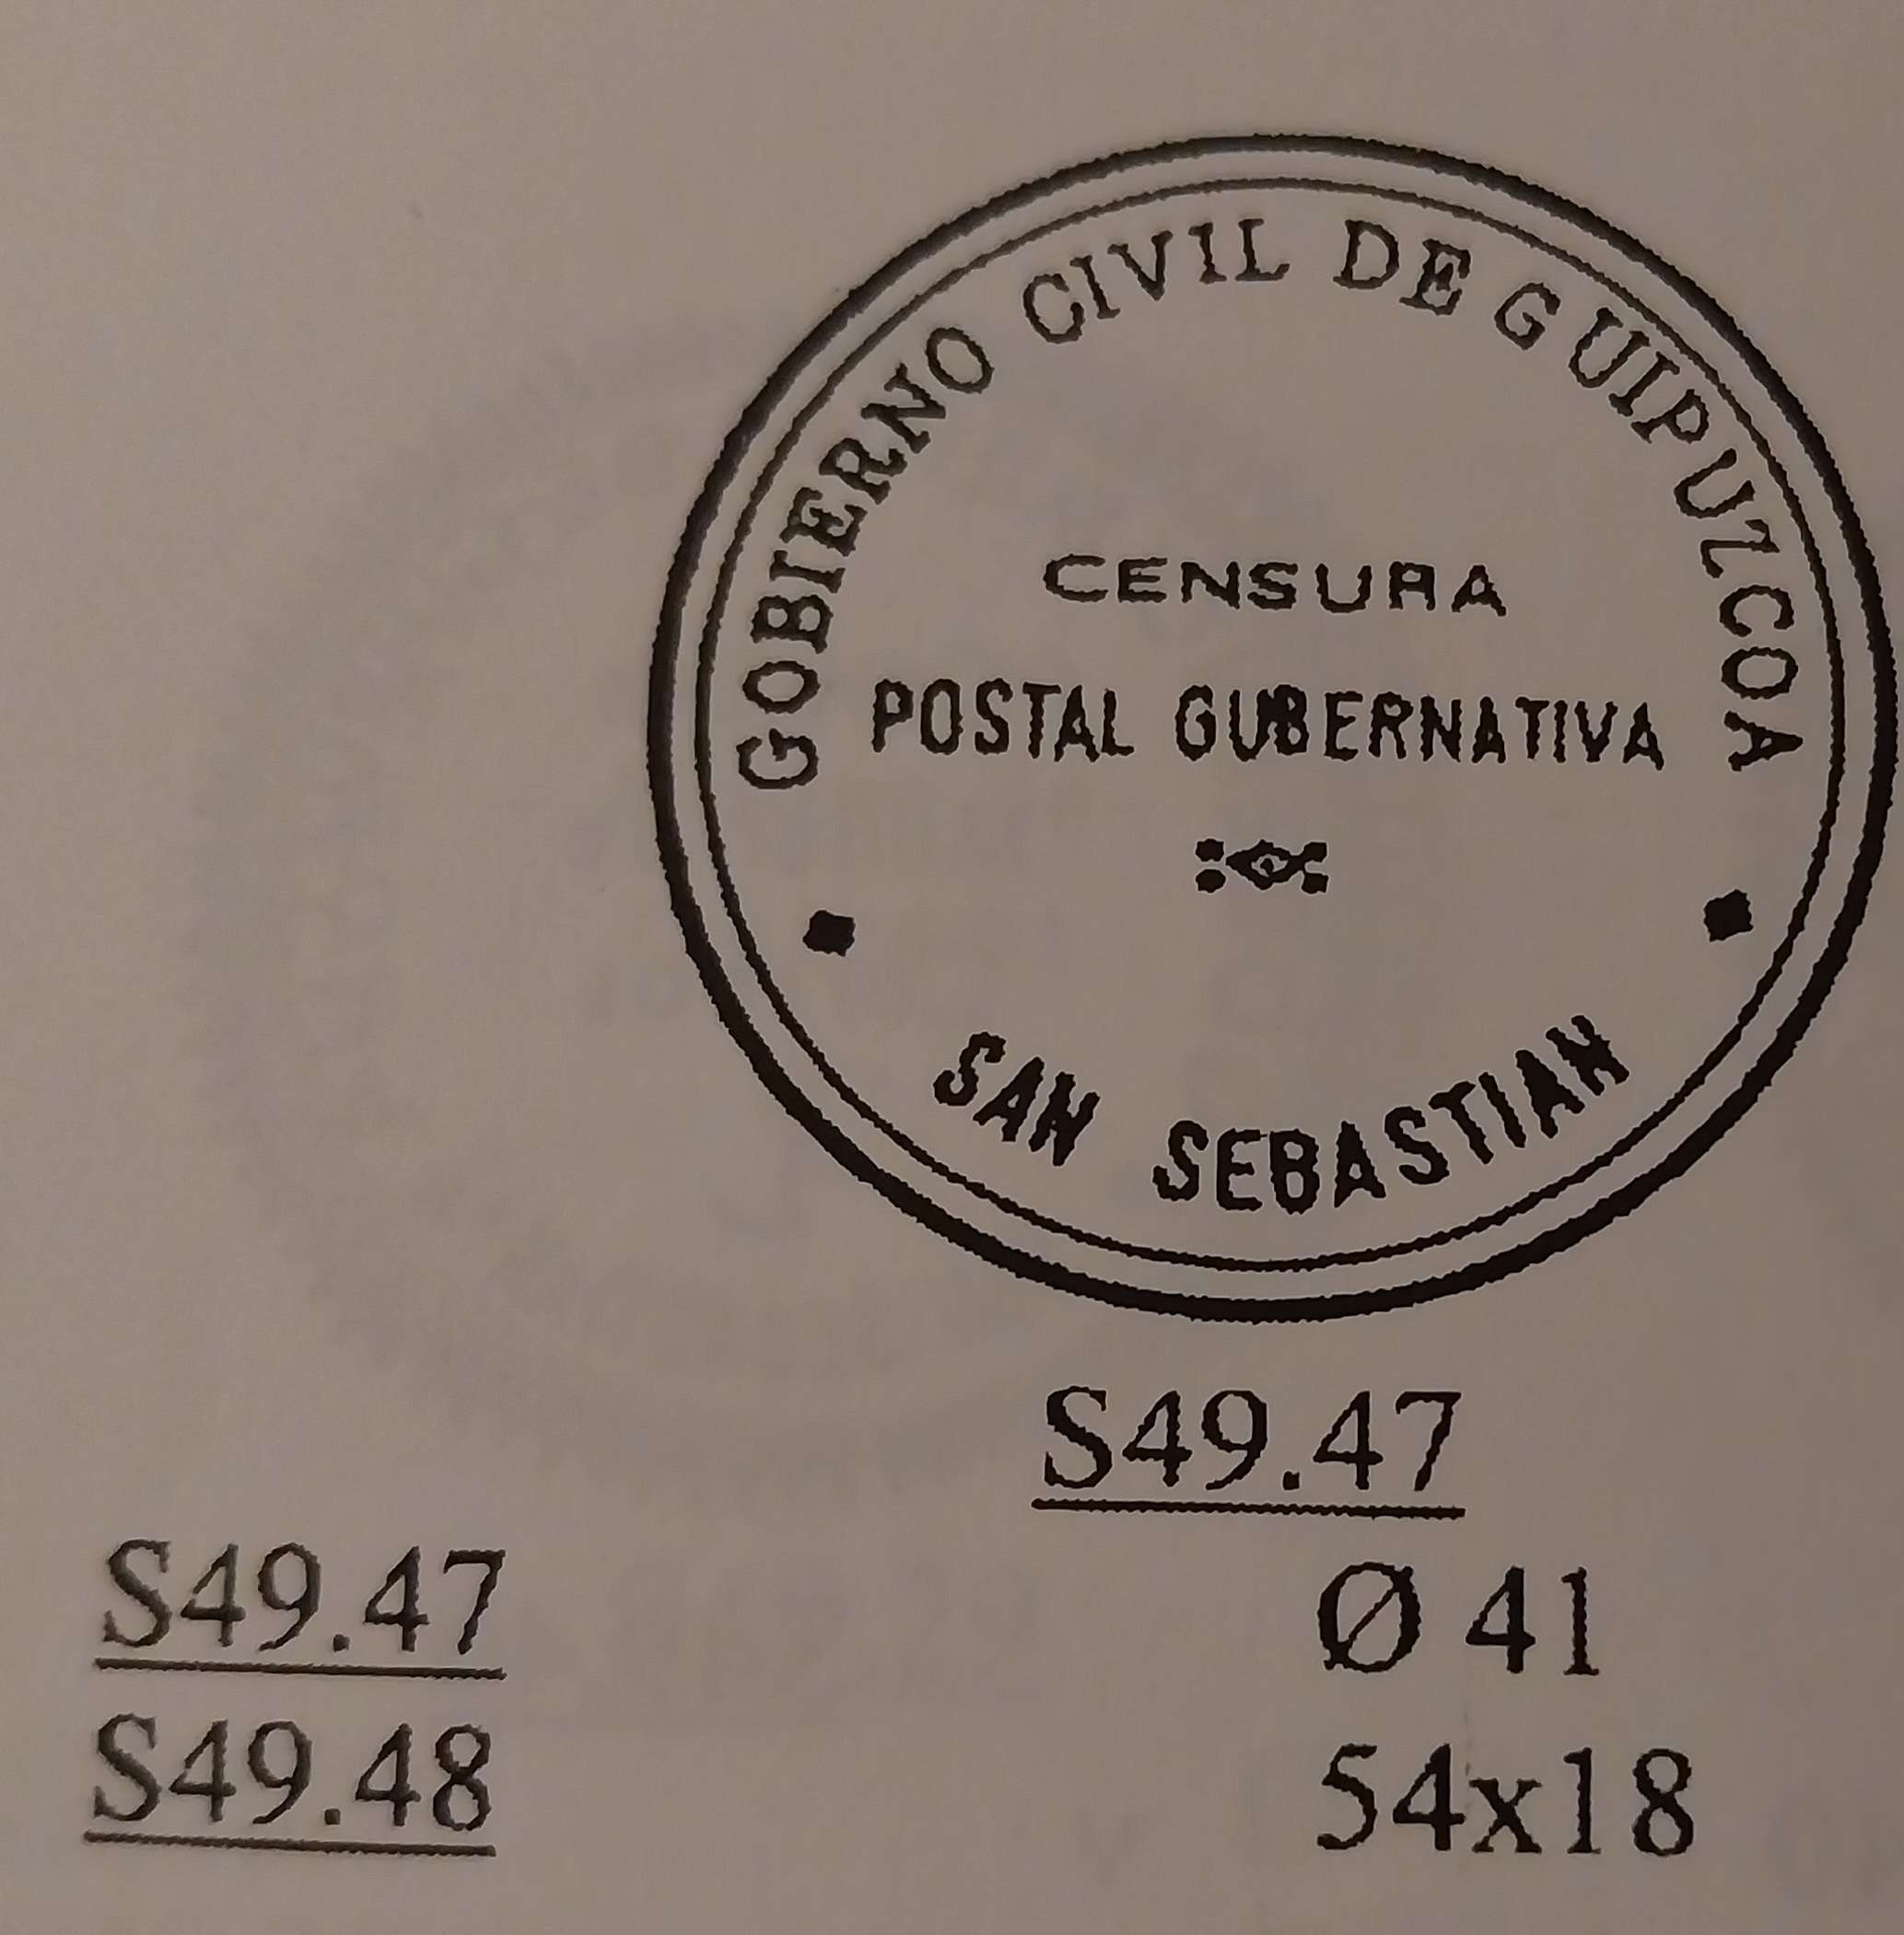 GOBIERNO CIVIL DE GUIPUZCOA
CENSURA
POSTAL GUBERNATIVA
SAN SEBASTIAN
S49.47
S49.47 Ø 41
S49.48 54x18